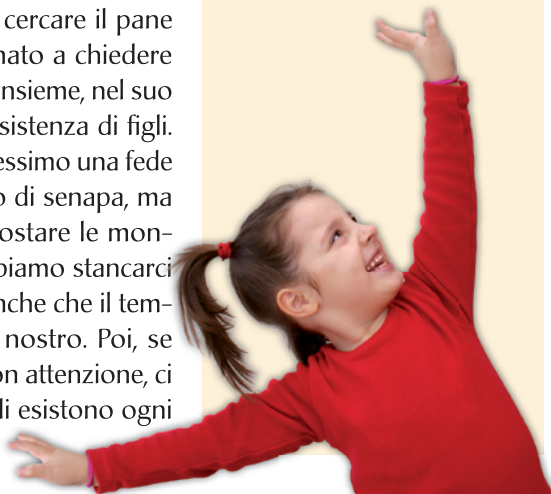 cercare il pane
nato a chiedere
nsieme, nel suo
sistenza di figli.
essimo una fede
o di senapa, ma
ostare le mon-
biamo stancarci
nche che il tem-
nostro. Poi, se
on attenzione, ci
li esistono ogni